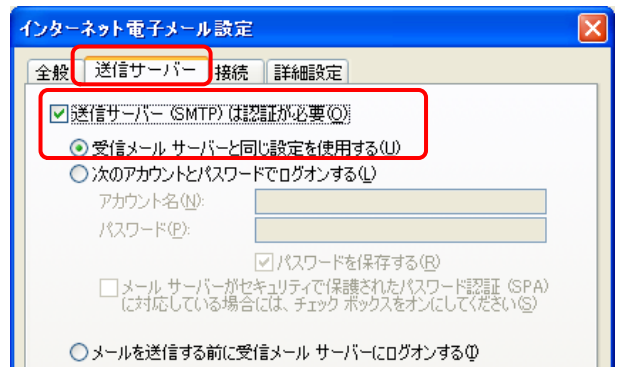 インターネット電子メール設定
全般 送信サーバー 接続 詳細設定
送信サーバー (SMTP) は認証が必要(O)
受信メール サーバーと同じ設定を使用する(U)
次のアカウントとパスワードでログオンする(L)
アカウント名(N):
パスワード(P):
パスワードを保存する(R)
メール サーバーがセキュリティで保護されたパスワード認証 (SPA)
に対応している場合には、チェック ボックスをオンにしてください(S)
メールを送信する前に受信メール サーバーにログオンする(I)